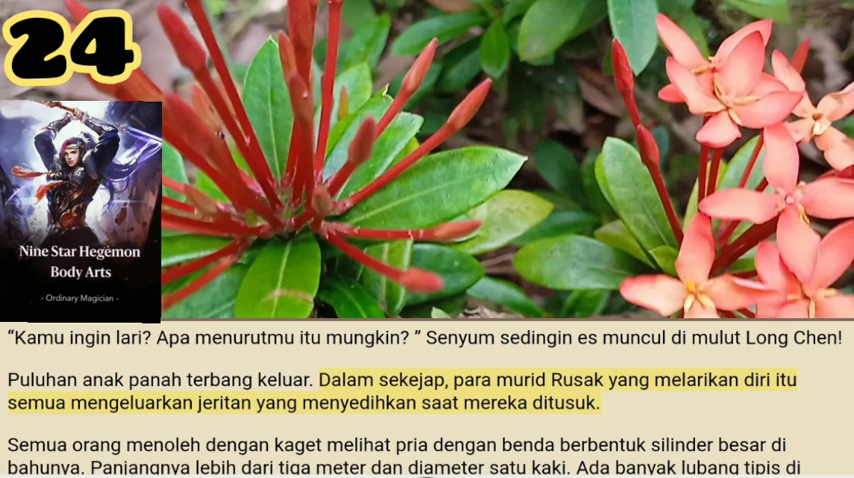 24
Nine Star Hegemon
Body Arts
- Ordinary Magician -
“Kamu ingin lari? Apa menurutmu itu mungkin? ” Senyum sedingin es muncul di mulut Long Chen!
Puluhan anak panah terbang keluar. Dalam sekejap, para murid Rusak yang melarikan diri itu
semua mengeluarkan jeritan yang menyedihkan saat mereka ditusuk.
Semua orang menoleh dengan kaget melihat pria dengan benda berbentuk silinder besar di
bahunya. Panjangnya lebih dari tiga meter dan diameter satu kaki. Ada banyak lubang tipis di